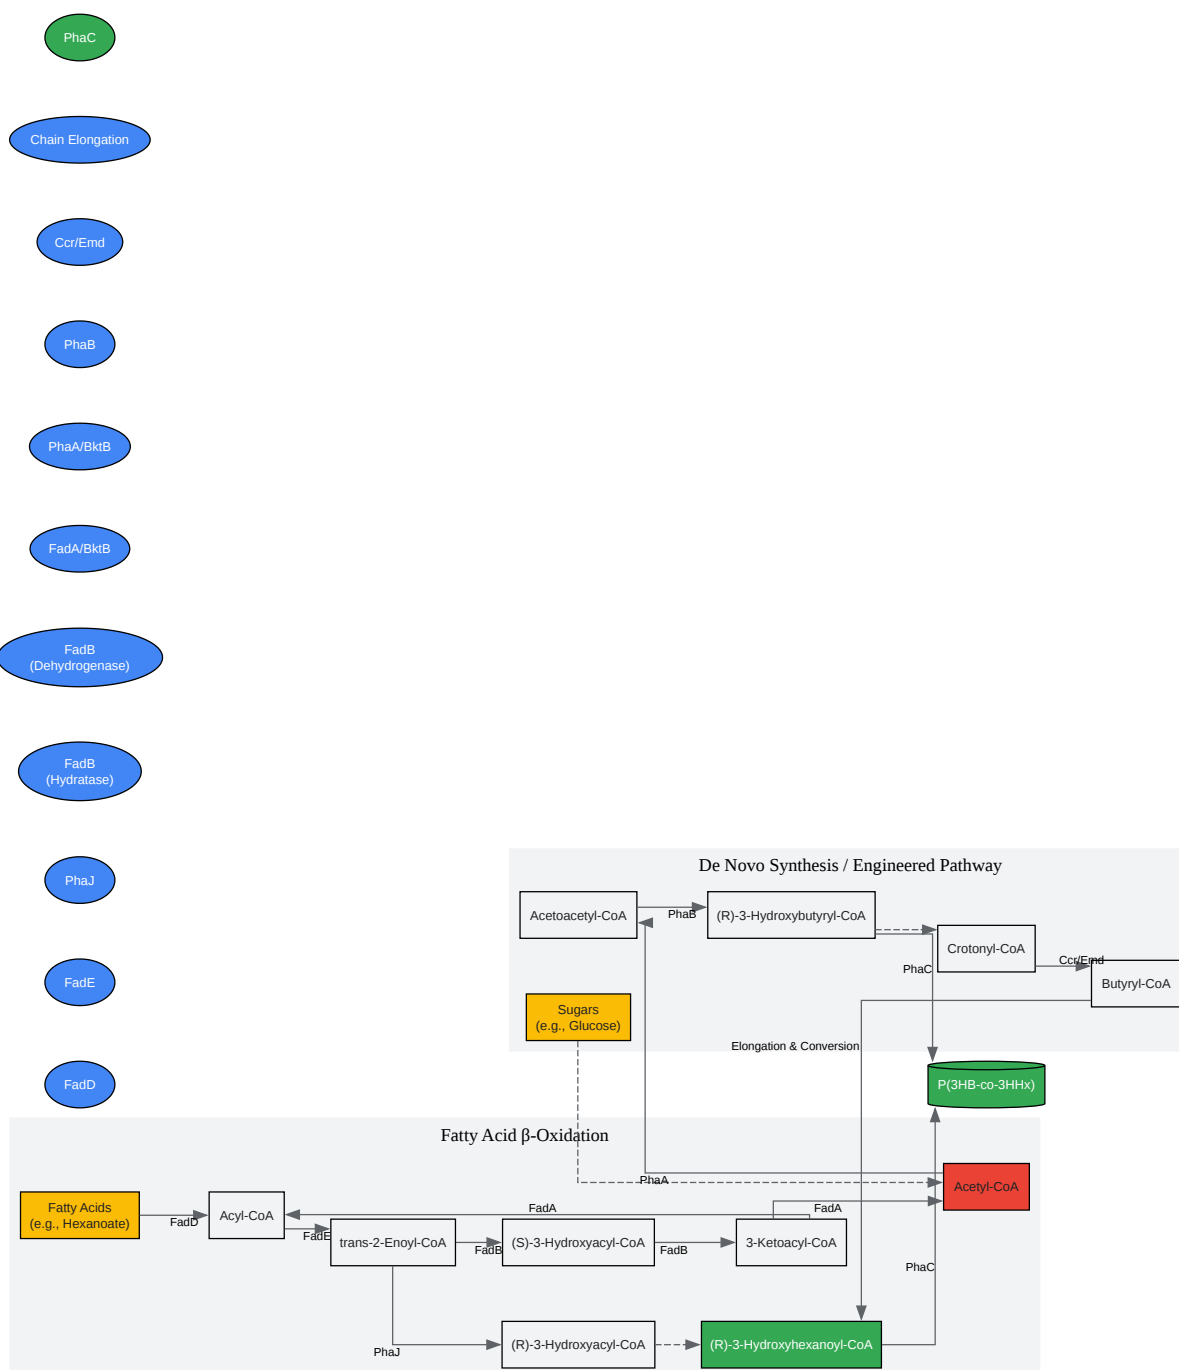 PhaC
Chain Elongation
Ccr/Emd
PhaB
PhaA/BktB
FadA/BktB
FadB
(Dehydrogenase)
FadB
(Hydratase)
PhaJ
FadE
FadD
De Novo Synthesis / Engineered Pathway
Acetoacetyl-CoA
PhaB
(R)-3-Hydroxybutyryl-CoA
Crotonyl-CoA
PhaC
Ccr/Emd
Butyryl-CoA
Sugars
(e.g., Glucose)
Elongation & Conversion
P(3HB-co-3HHx)
Fatty Acid β-Oxidation
PhaA
Acetyl-CoA
Fatty Acids
(e.g., Hexanoate)
FadD
Acyl-CoA
FadA
FadA
FadE
trans-2-Enoyl-CoA
FadB
(S)-3-Hydroxyacyl-CoA
FadB
3-Ketoacyl-CoA
PhaC
PhaJ
(R)-3-Hydroxyacyl-CoA
(R)-3-Hydroxyhexanoyl-CoA